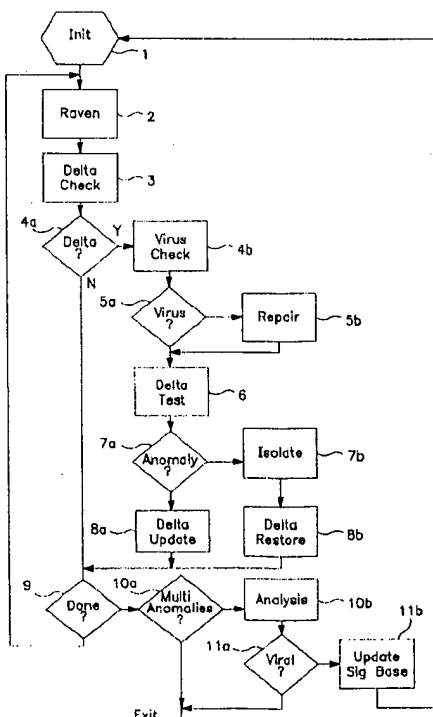 Init
1
Raven
2
Delta
Check
3
4a
Delta
?
Y
N
Virus
Check
4b
5a
Virus
?
Repair
5b
Delta
Test
6
7a
Anomaly
?
Isolate
7b
8a
Delta
Update
Delta
Restore
8b
9
Done
?
10a
Multi
Anomalies
?
Analysis
10b
11a
Viral
?
11b
Update
Sig Base
Exit